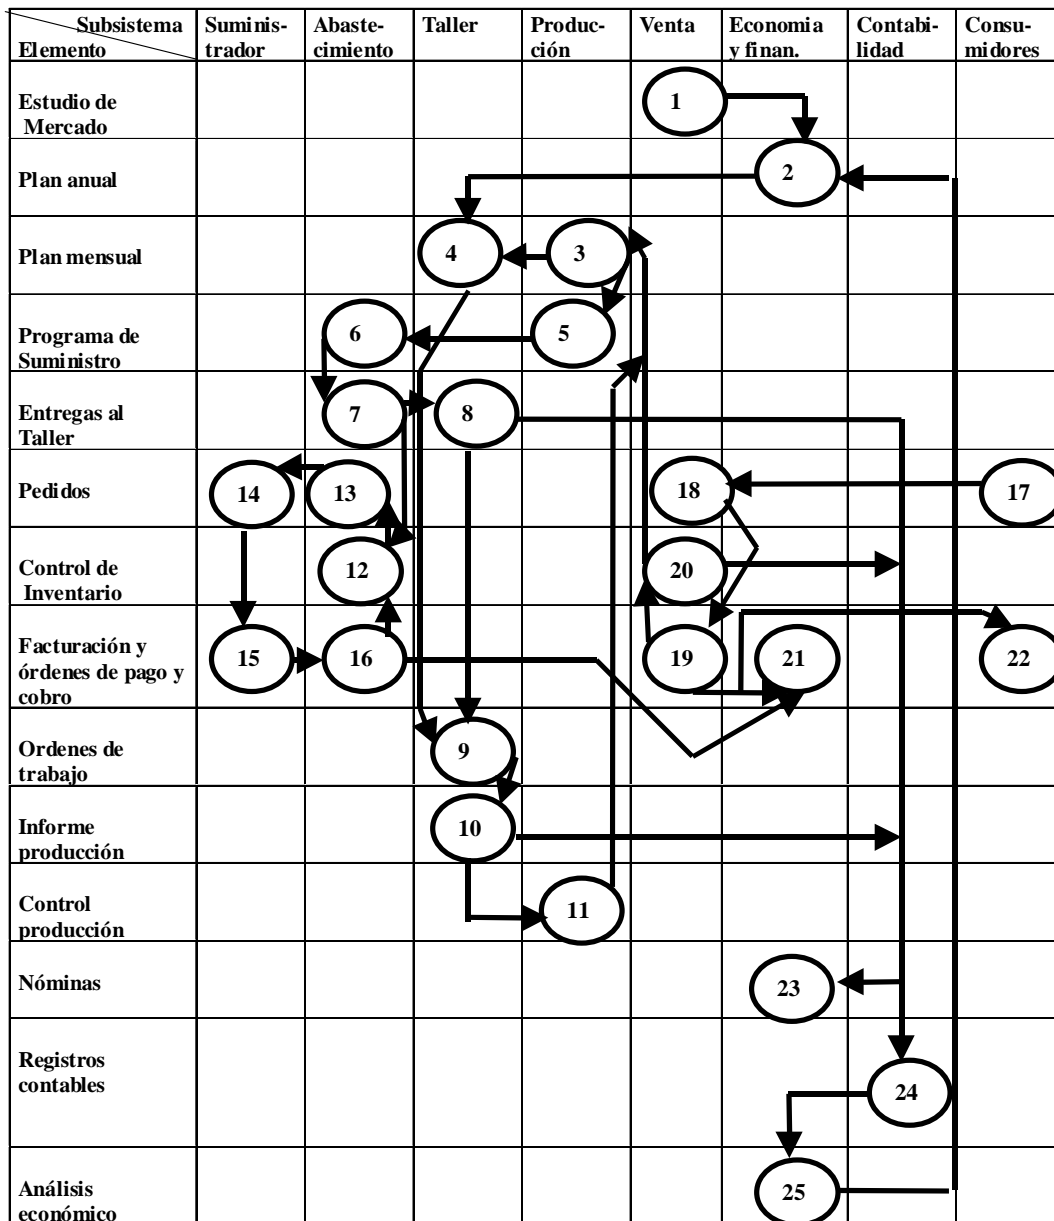 Subsistema
Elemento
Suminis-
trador
Abaste-
cimiento
Taller
Produc-
ción
Venta
Economia
y finan.
Contabi-
lidad
Consu-
midores
Estudio de
Mercado
1
Plan anual
2
Plan mensual
4
3
Programa de
Suministro
6
5
Entregas al
Taller
7
8
Pedidos
14
13
18
17
Control de
Inventario
12
20
Facturación y
órdenes de pago y
cobro
15
16
19
21
22
Ordenes de
trabajo
9
Informe
producción
10
Control
producción
11
Nóminas
23
Registros
contables
24
Análisis
económico
25